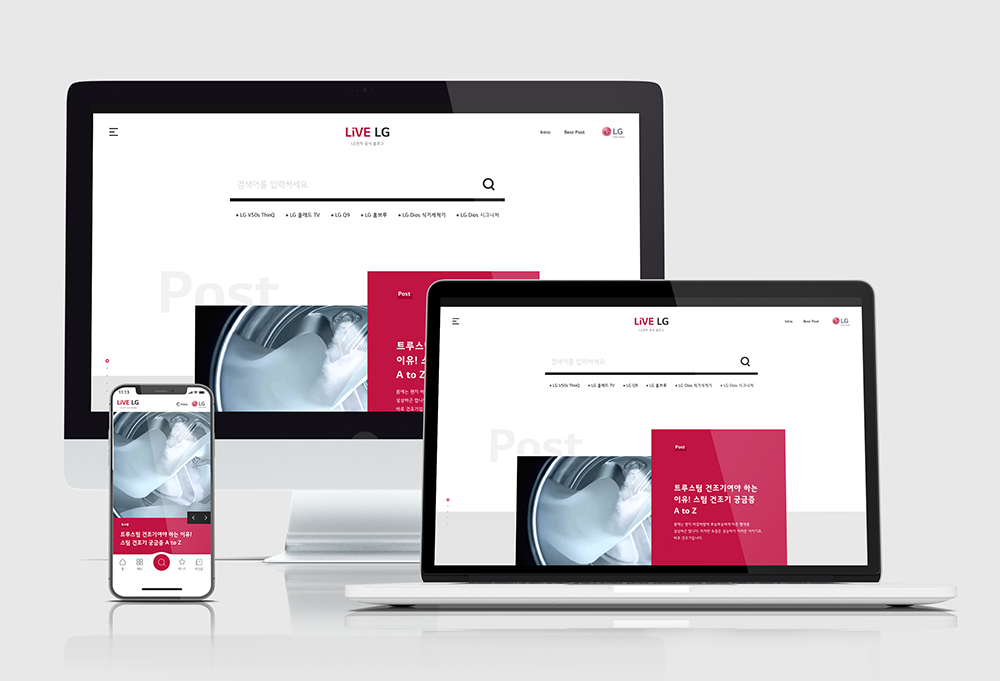 LiVE LG
LG전자 공식 블로그
Intro
Best Post
LG
검색어를 입력하세요.
LG V50s ThinQ
LG 올레드 TV
LG Q9
LG 홈브루
LG Dios 식기세척기
LG Dios 시그니처
Post
Post
트루스팀
이유! 스
A to Z
LiVE LG
LG전자 공식 블로그
Intro
Best Post
LG
검색어를 입력하세요.
LG V50s ThinQ
LG 올레드 TV
LG Q9
LG 홈브루
LG Dios 식기세척기
LG Dios 시그니처
Post
Post
트루스팀 건조기여야 하는
이유! 스팀 건조기 궁금증
A to Z
11:13
LiVE LG
LG
트루스팀 건조기여야 하는 이유!
스팀 건조기 궁금증 A to Z
홈